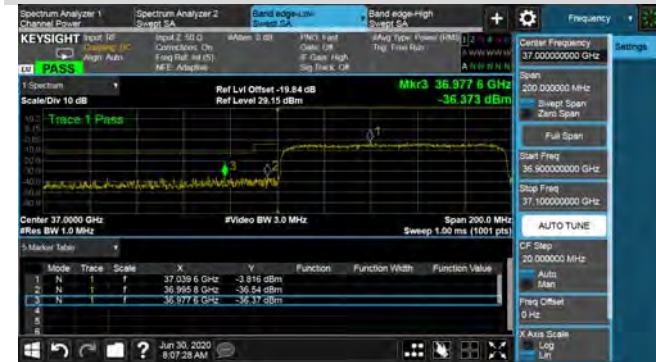 Spectrum Analyzer 1
Channel Power
Spectrum Analyzer 2
Swept SA
Band edge-Low
Swept SA
Band edge-High
Swept SA
+
Frequency
KEYSIGHT Input: RF
Coupling: DC
Align: Auto
Input Z: 50 Ω
Corrections: On
Freq Ref: Int (S)
NFE: Adaptive
#Atten: 0 dB
PNO: Fast
Gate: Off
IF Gain: High
Sig Track: Off
#Avg Type: Power (RMS)
Trig: Free Run
PASS
1 Spectrum
Scale/Div 10 dB
Ref Lvl Offset -19.84 dB
Ref Level 29.15 dBm
Mkr3 36.977 6 GHz
-36.373 dBm
Trace 1 Pass
Center 37.0000 GHz
#Res BW 1.0 MHz
#Video BW 3.0 MHz
Span 200.0 MHz
Sweep 1.00 ms (1001 pts)
5 Marker Table
Mode Trace Scale X Y Function Function Width Function Value
1 N 1 f 37.039 6 GHz -3.816 dBm
2 N 1 f 36.995 8 GHz -36.54 dBm
3 N 1 f 36.977 6 GHz -36.37 dBm
4
5
6
Jun 30, 2020
8:07:28 AM
Center Frequency
37.00000000 GHz
Settings
Span
200.000000 MHz
Swept Span
Zero Span
Full Span
Start Freq
36.900000000 GHz
Stop Freq
37.100000000 GHz
AUTO TUNE
CF Step
20.000000 MHz
Auto
Man
Freq Offset
0 Hz
X Axis Scale
Log
Lin